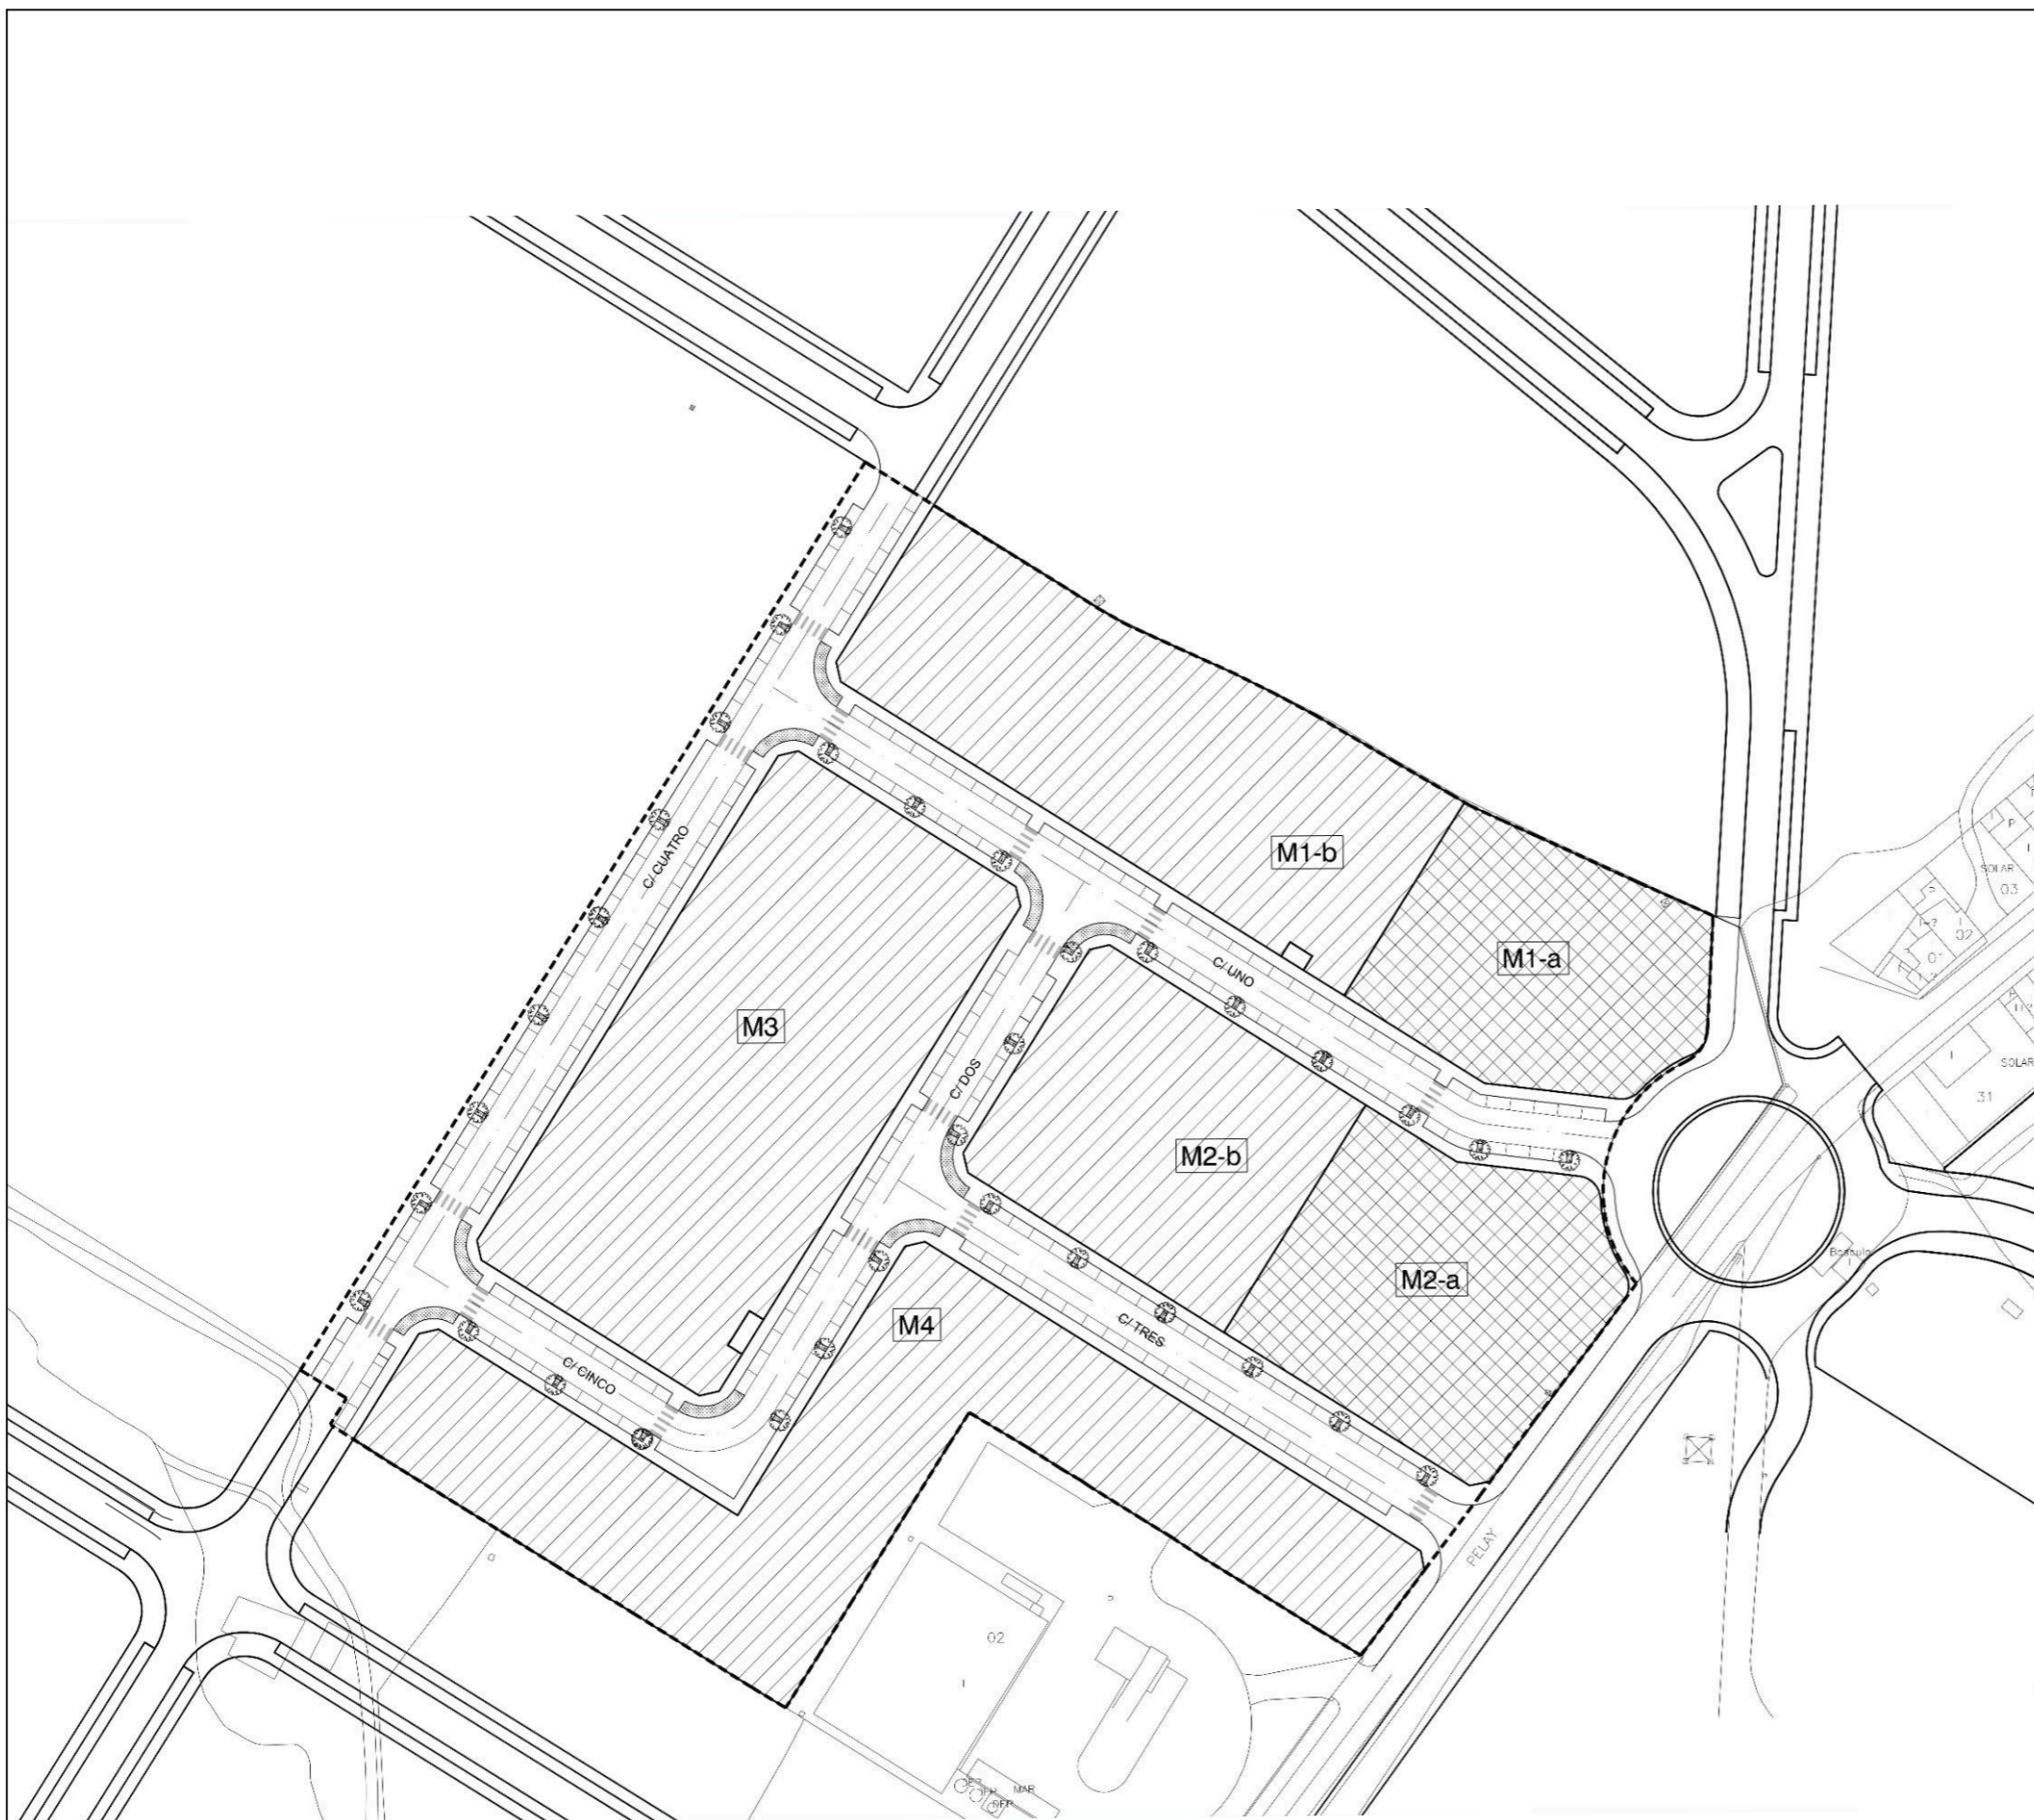 C/ CUATRO
M1-b
P
SOLAR
03
I
02
M1-a
C/ UNO
M3
SOLAR
I
C/ DOS
31
M2-b
M2-a
M4
C/ TRES
C/ CINCO
PELAY
P
02
I
MAR
DEP